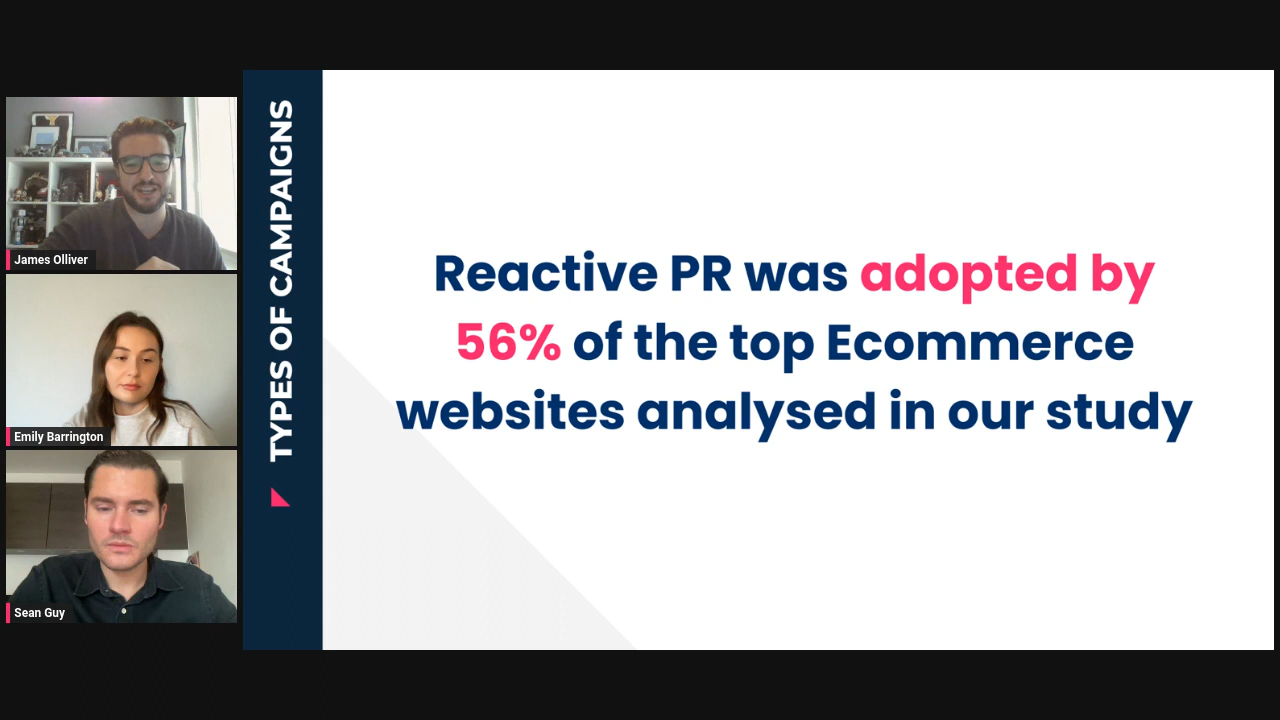 James Olliver
Emily Barrington
Sean Guy
TYPES OF CAMPAIGNS
Reactive PR was adopted by
56% of the top Ecommerce
websites analysed in our study